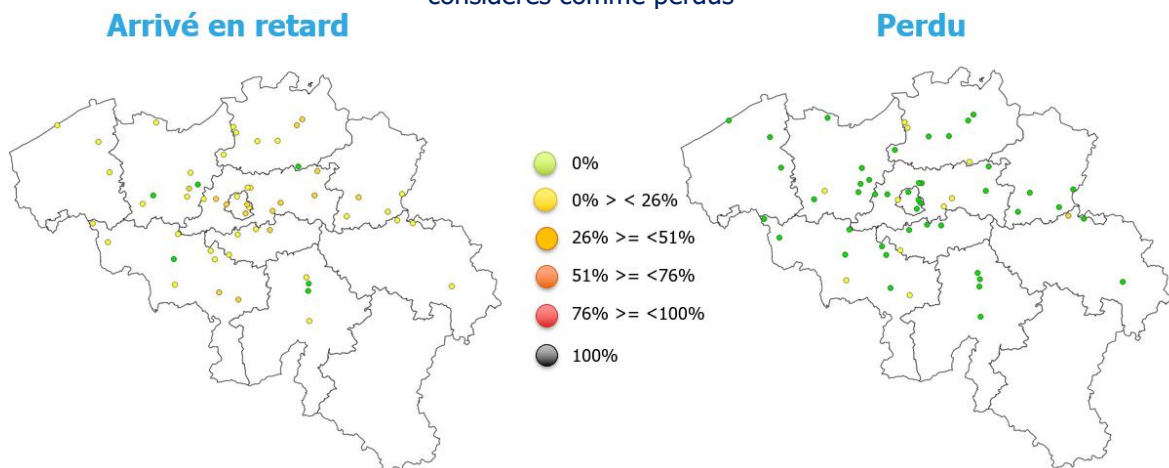 considérés comme perdus
Arrivé en retard
Perdu
0%
0% > < 26%
26% >= <51%
51% >= <76%
76% >= <100%
100%